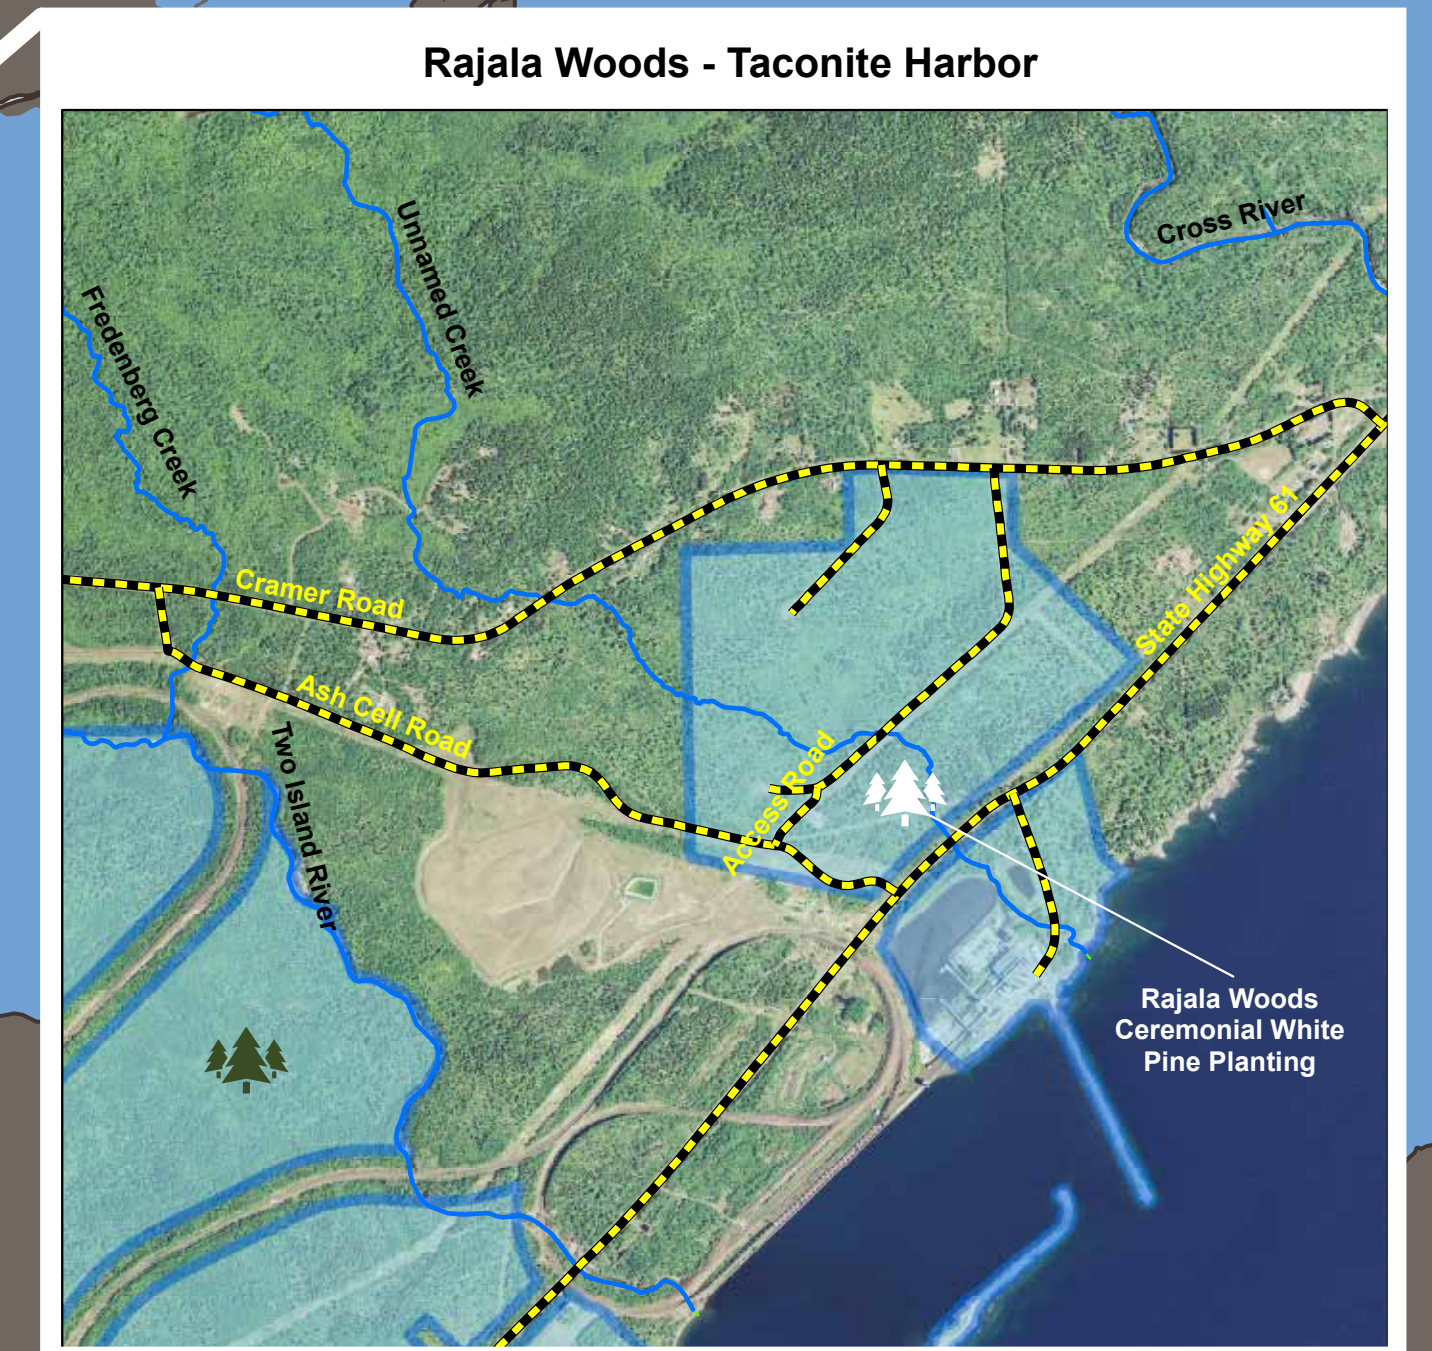 Rajala Woods - Taconite Harbor
Cross River
Unnamed Creek
Fredenberg Creek
State Highway 61
Cramer Road
Ash Cell Road
Two Island River
Access Road
Rajala Woods
Ceremonial White
Pine Planting